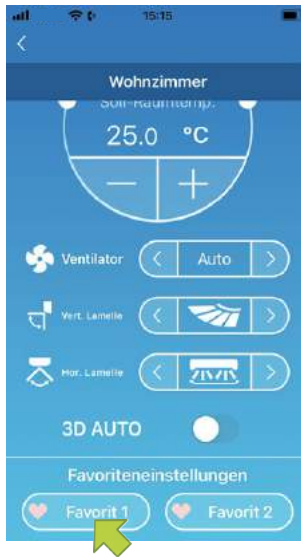 15:15
Wohnzimmer
Soll-Raumtemp.
25.0 °C
Ventilator
Auto
Vert. Lamelle
Hor. Lamelle
3D AUTO
Favoriteneinstellungen
Favorit 1
Favorit 2